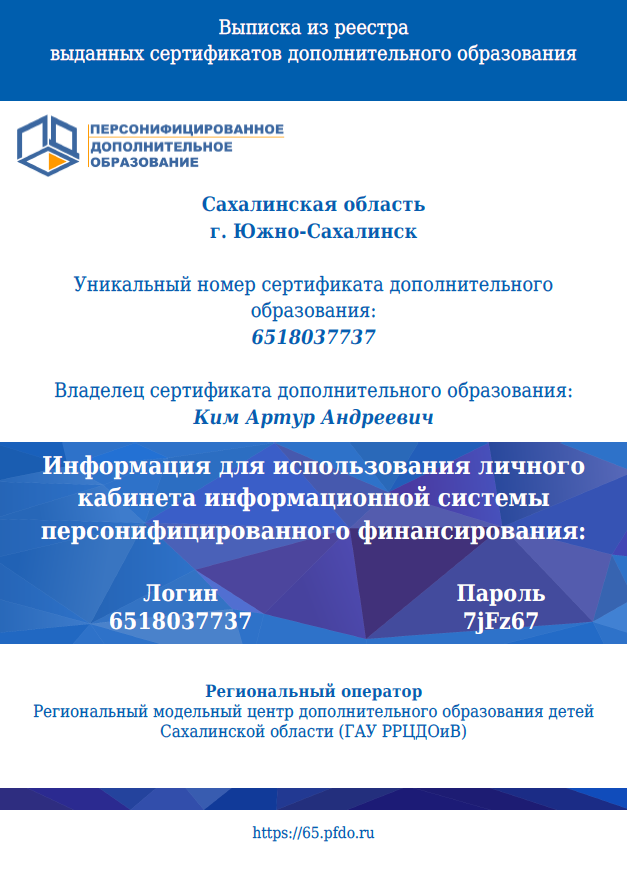 Выписка из реестра
выданных сертификатов дополнительного образования
ПЕРСОНИФИЦИРОВАННОЕ
ДОПОЛНИТЕЛЬНОЕ
ОБРАЗОВАНИЕ
Сахалинская область
г. Южно-Сахалинск
Уникальный номер сертификата дополнительного
образования:
6518037737
Владелец сертификата дополнительного образования:
Ким Артур Андреевич
Информация для использования личного
кабинета информационной системы
персонифицированного финансирования:
Логин Пароль
6518037737 7jFz67
Региональный оператор
Региональный модельный центр дополнительного образования детей
Сахалинской области (ГАУ РРЦДОиВ)
https://65.pfdo.ru